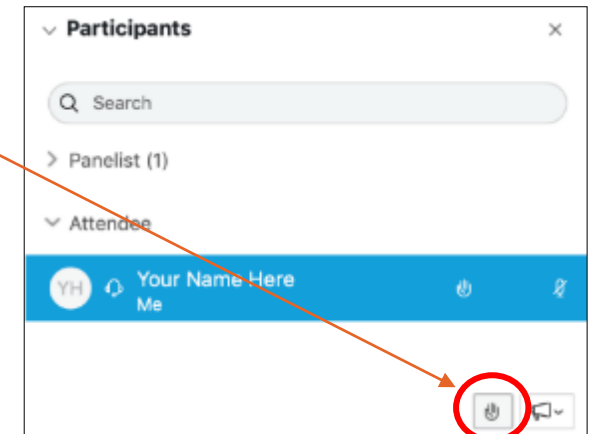 Participants
Search
Panelist (1)
Attendee
YH
Your Name Here
Me